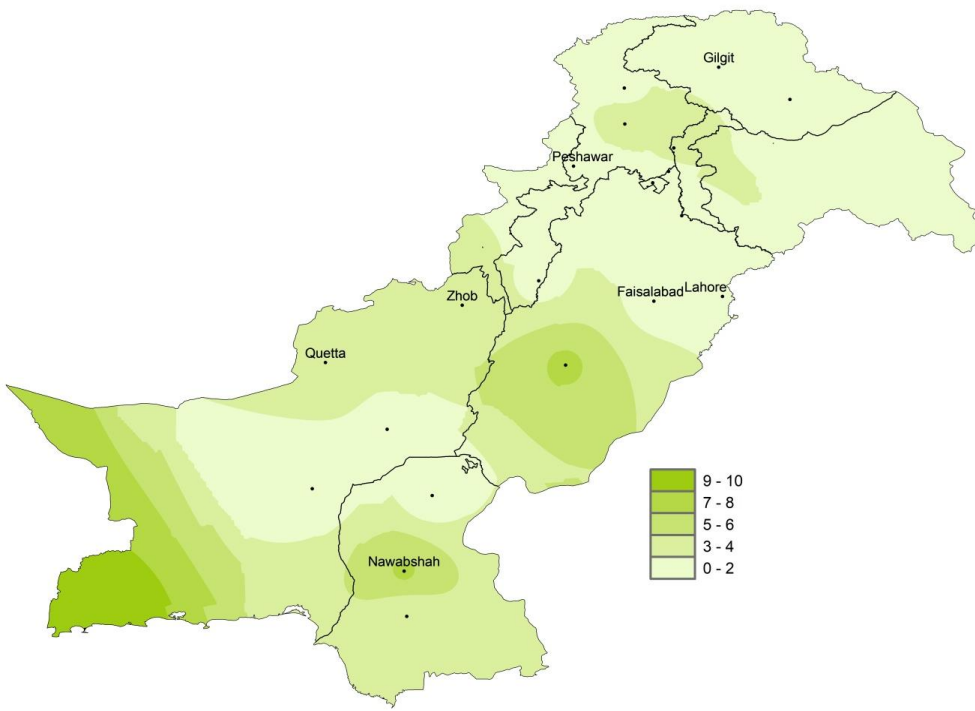 Gilgit
Peshawar
Zhob
Faisalabad
Lahore
Quetta
Nawabshah
9 - 10
7 - 8
5 - 6
3 - 4
0 - 2